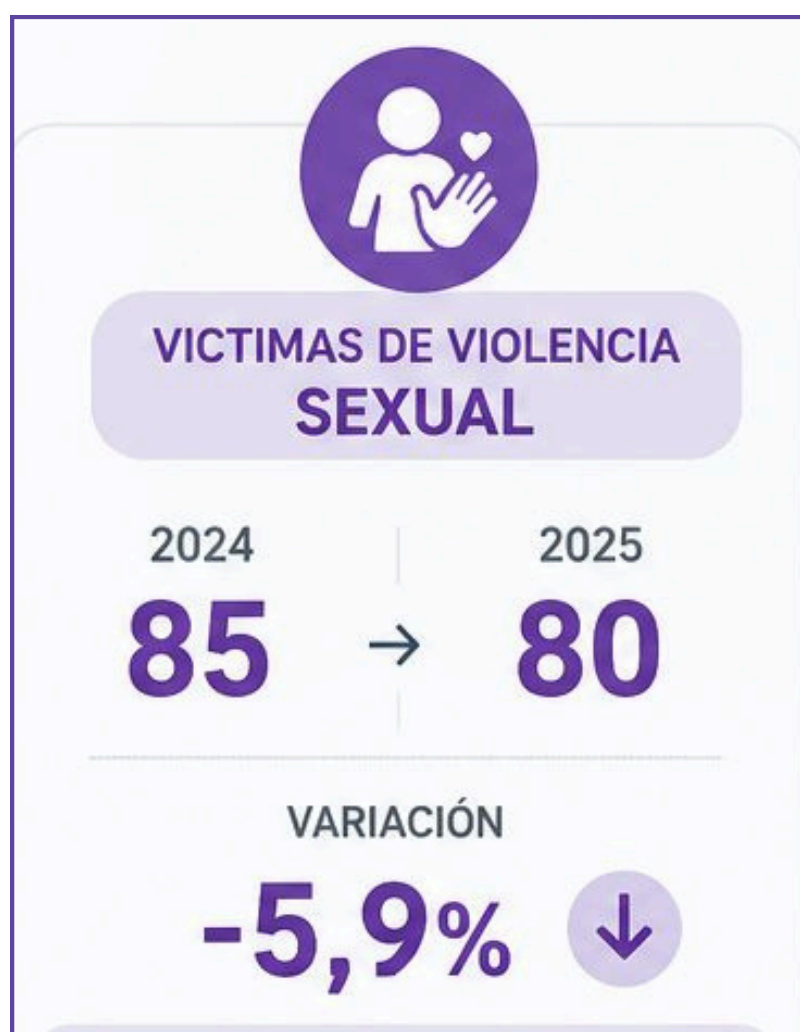 VICTIMAS DE VIOLENCIA
SEXUAL
2024
2025
85 → 80
VARIACIÓN
-5,9%